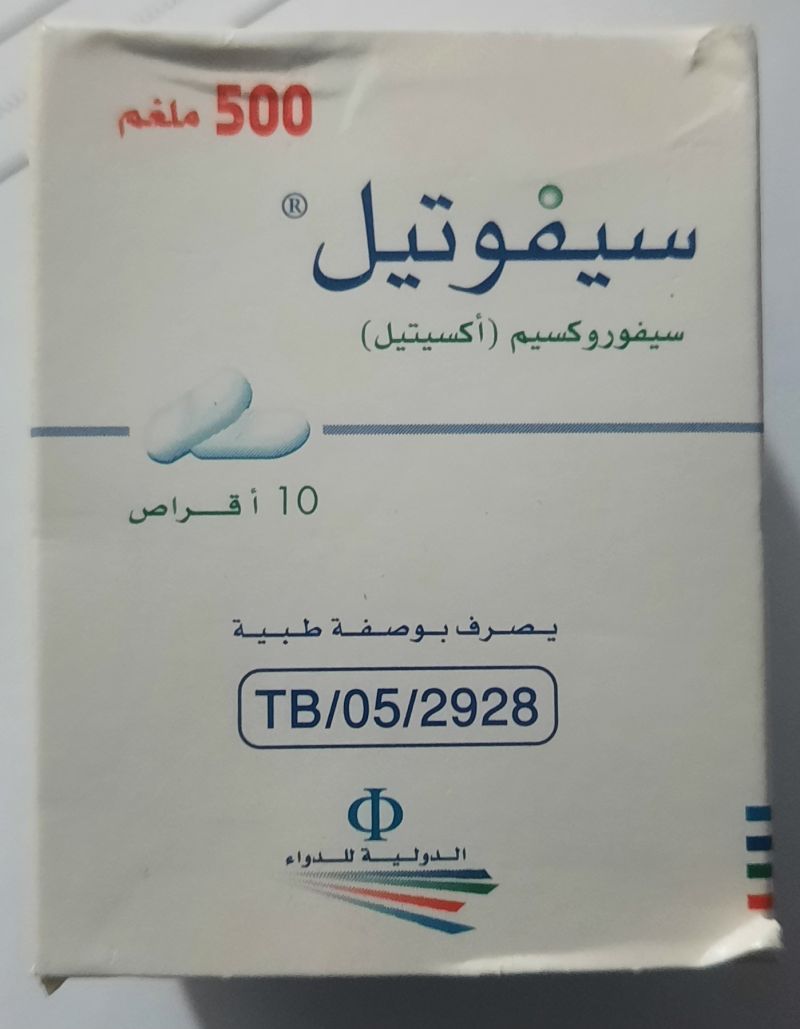 500 ملغم
سيفوتيل®
سيفوروكسيم (أكسيتيل)
10 أقراص
يصرف بوصفة طبية
TB/05/2928
الدولية للدواء